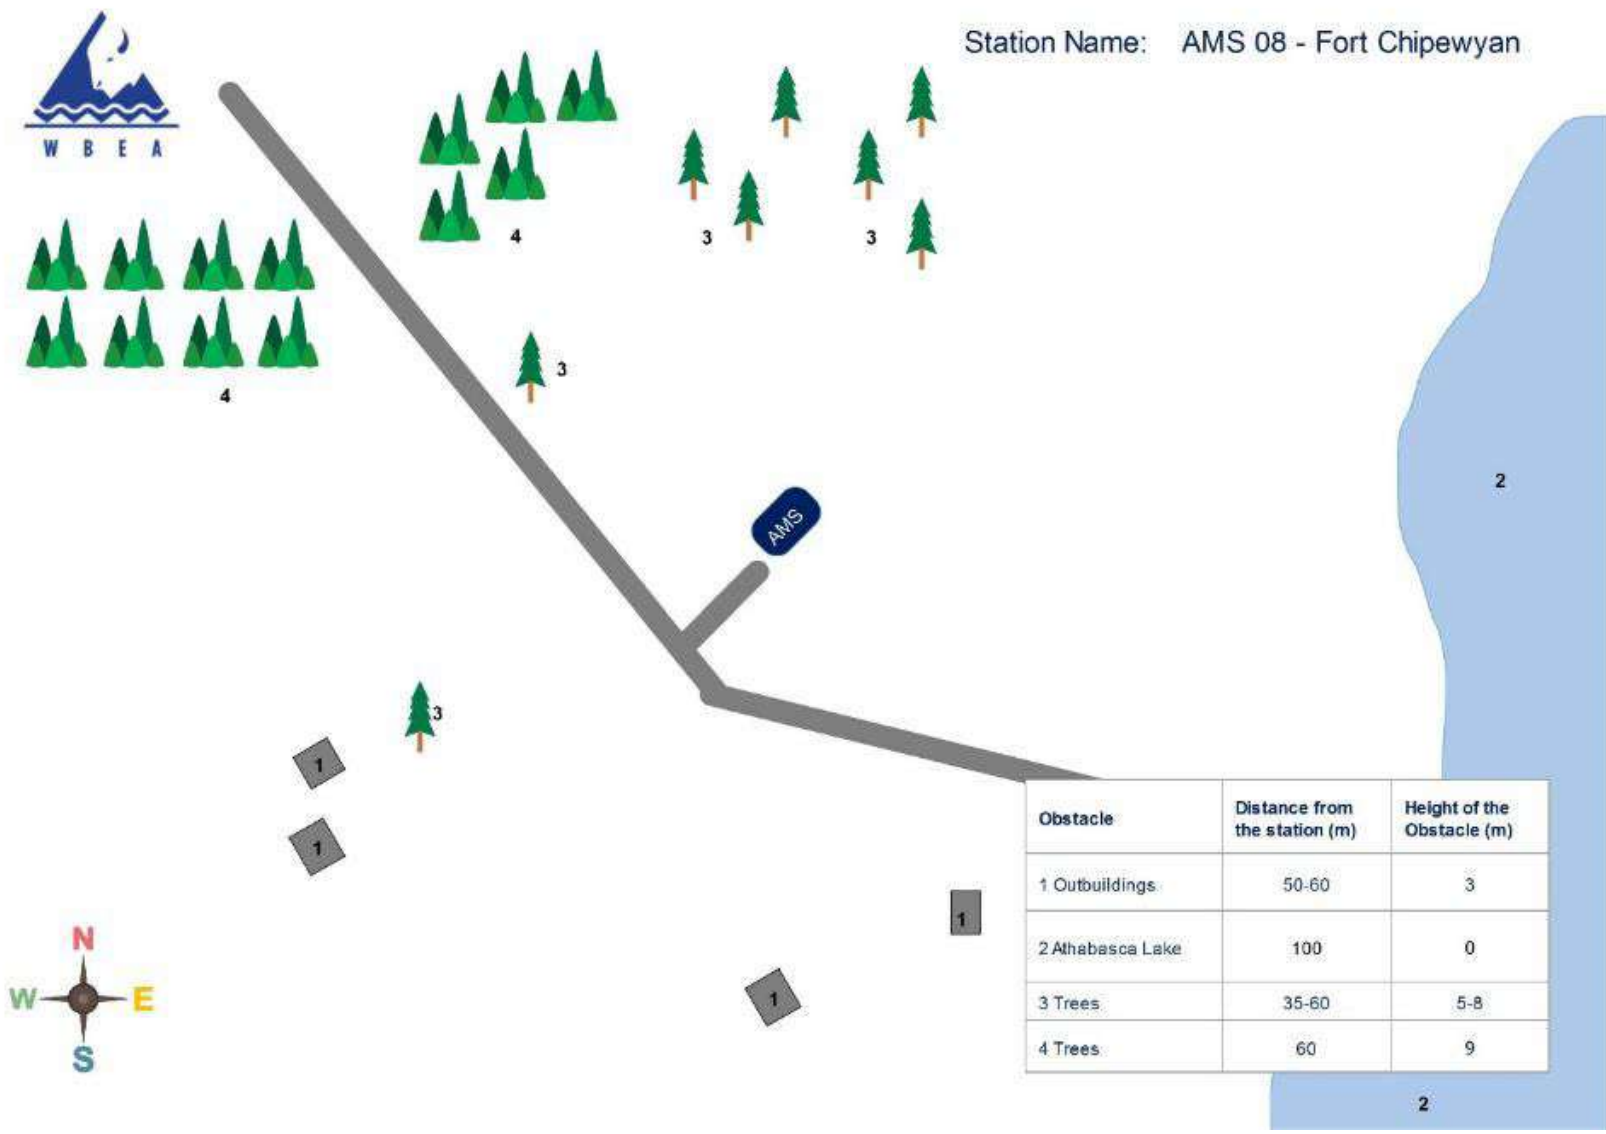 Station Name: AMS 08 - Fort Chipewyan
W B E A
4
3
3
4
3
2
AMS
3
1
1
1
1
Obstacle Distance from the station (m) Height of the Obstacle (m)
1 Outbuildings 50-60 3
2 Athabasca Lake 100 0
3 Trees 35-60 5-8
4 Trees 60 9
N
W E
S
2